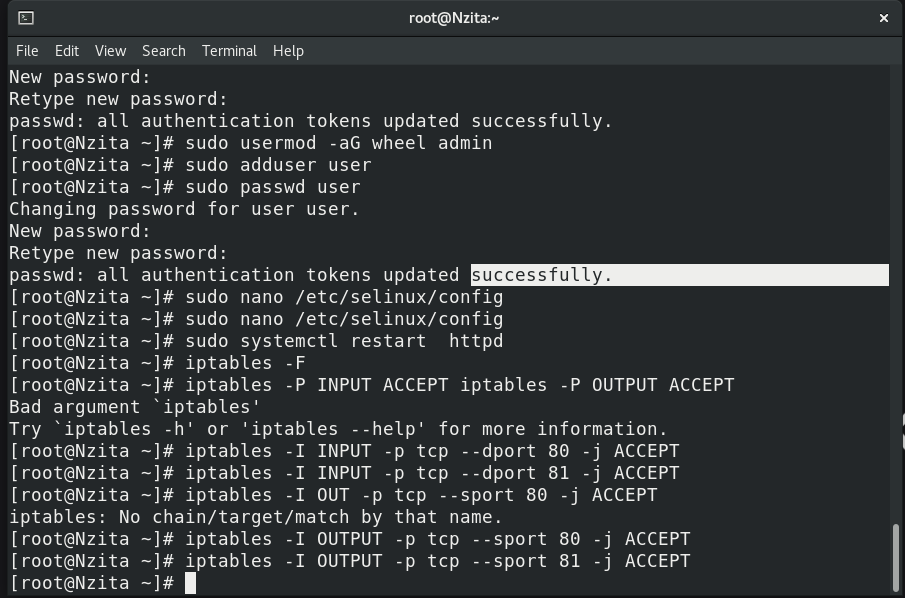 root@Nzita:~
File Edit View Search Terminal Help
New password:
Retype new password:
passwd: all authentication tokens updated successfully.
[root@Nzita ~]# sudo usermod -aG wheel admin
[root@Nzita ~]# sudo adduser user
[root@Nzita ~]# sudo passwd user
Changing password for user user.
New password:
Retype new password:
passwd: all authentication tokens updated successfully.
[root@Nzita ~]# sudo nano /etc/selinux/config
[root@Nzita ~]# sudo nano /etc/selinux/config
[root@Nzita ~]# sudo systemctl restart  httpd
[root@Nzita ~]# iptables -F
[root@Nzita ~]# iptables -P INPUT ACCEPT iptables -P OUTPUT ACCEPT
Bad argument `iptables'
Try `iptables -h' or 'iptables --help' for more information.
[root@Nzita ~]# iptables -I INPUT -p tcp --dport 80 -j ACCEPT
[root@Nzita ~]# iptables -I INPUT -p tcp --dport 81 -j ACCEPT
[root@Nzita ~]# iptables -I OUT -p tcp --sport 80 -j ACCEPT
iptables: No chain/target/match by that name.
[root@Nzita ~]# iptables -I OUTPUT -p tcp --sport 80 -j ACCEPT
[root@Nzita ~]# iptables -I OUTPUT -p tcp --sport 81 -j ACCEPT
[root@Nzita ~]#